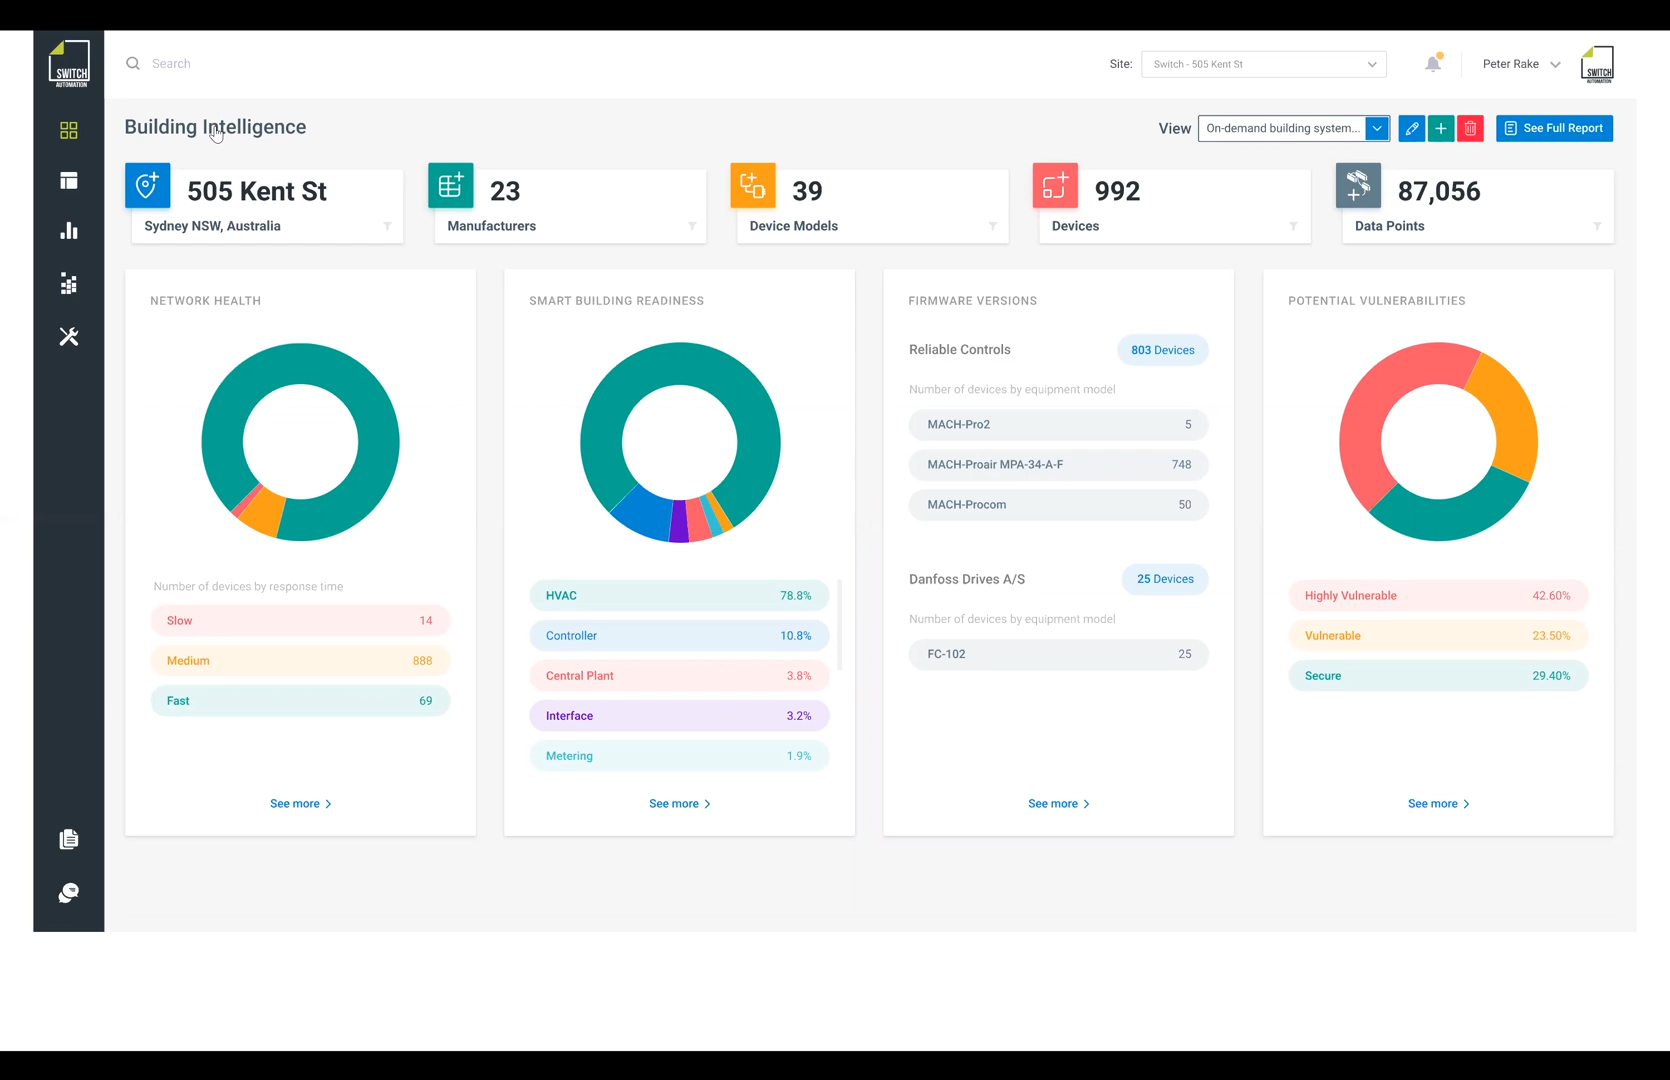 SWITCH
AUTOMATION
Search
Site:
Switch - 505 Kent St
Peter Rake
SWITCH
AUTOMATION
Building Intelligence
View
On-demand building system...
See Full Report
505 Kent St
Sydney NSW, Australia
23
Manufacturers
39
Device Models
992
Devices
87,056
Data Points
NETWORK HEALTH
Number of devices by response time
Slow 14
Medium 888
Fast 69
See more
SMART BUILDING READINESS
HVAC 78.8%
Controller 10.8%
Central Plant 3.8%
Interface 3.2%
Metering 1.9%
See more
FIRMWARE VERSIONS
Reliable Controls 803 Devices
Number of devices by equipment model
MACH-Pro2 5
MACH-Proair MPA-34-A-F 748
MACH-Procom 50
Danfoss Drives A/S 25 Devices
Number of devices by equipment model
FC-102 25
See more
POTENTIAL VULNERABILITIES
Highly Vulnerable 42.60%
Vulnerable 23.50%
Secure 29.40%
See more